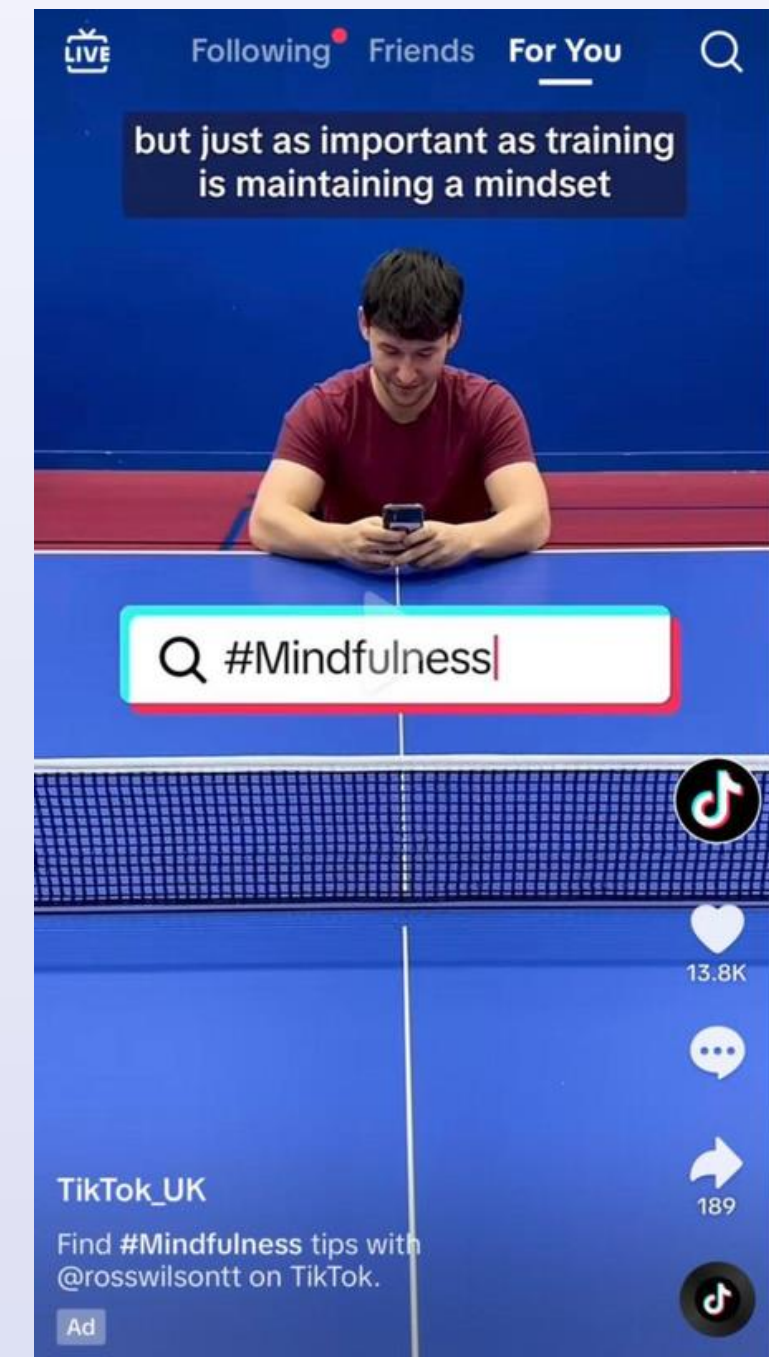 LIVE
Following Friends For You
but just as important as training
is maintaining a mindset
#Mindfulness
13.8K
189
TikTok_UK
Find #Mindfulness tips with
@rosswilsontt on TikTok.
Ad